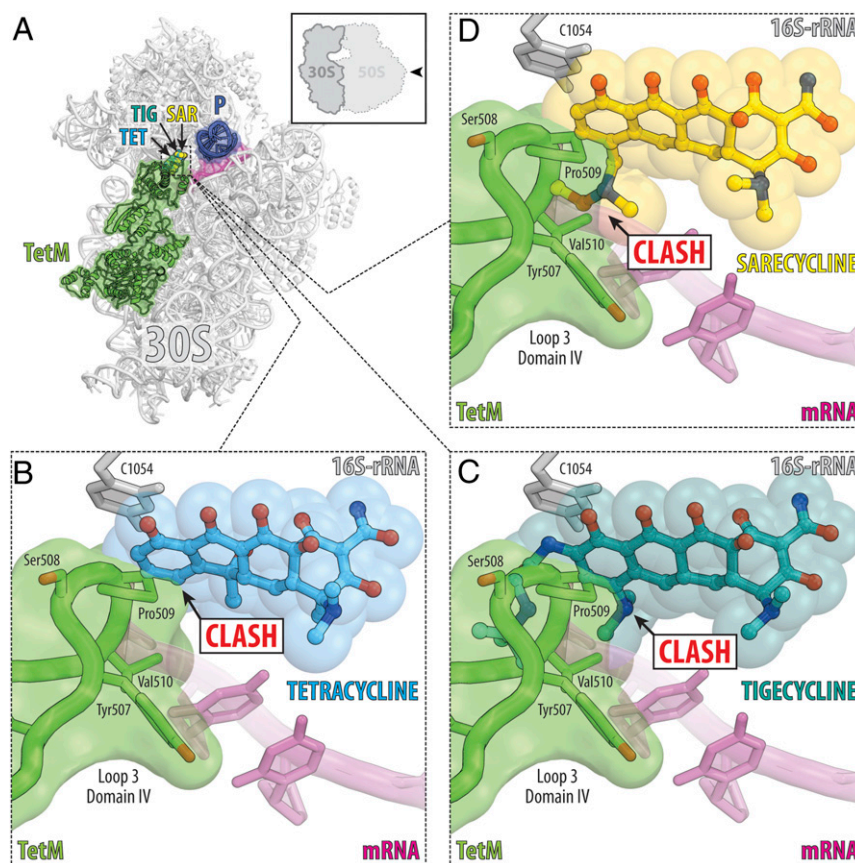 A
30S
50S
TIG
SAR
P
TET
TetM
30S
D
C1054
16S-rRNA
Ser508
Pro509
CLASH
Val510
SARECYCLINE
Tyr507
Loop 3
Domain IV
TetM
mRNA
B
C1054
16S-rRNA
Ser508
Pro509
CLASH
Val510
TETRACYCLINE
Tyr507
Loop 3
Domain IV
TetM
mRNA
C
C1054
16S-rRNA
Ser508
Pro509
CLASH
Val510
TIGECYCLINE
Tyr507
Loop 3
Domain IV
TetM
mRNA